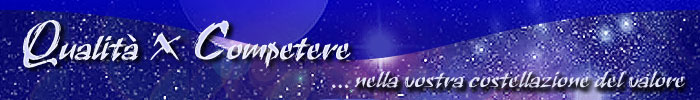 Qualità x Competere
...nella vostra costellazione del valore